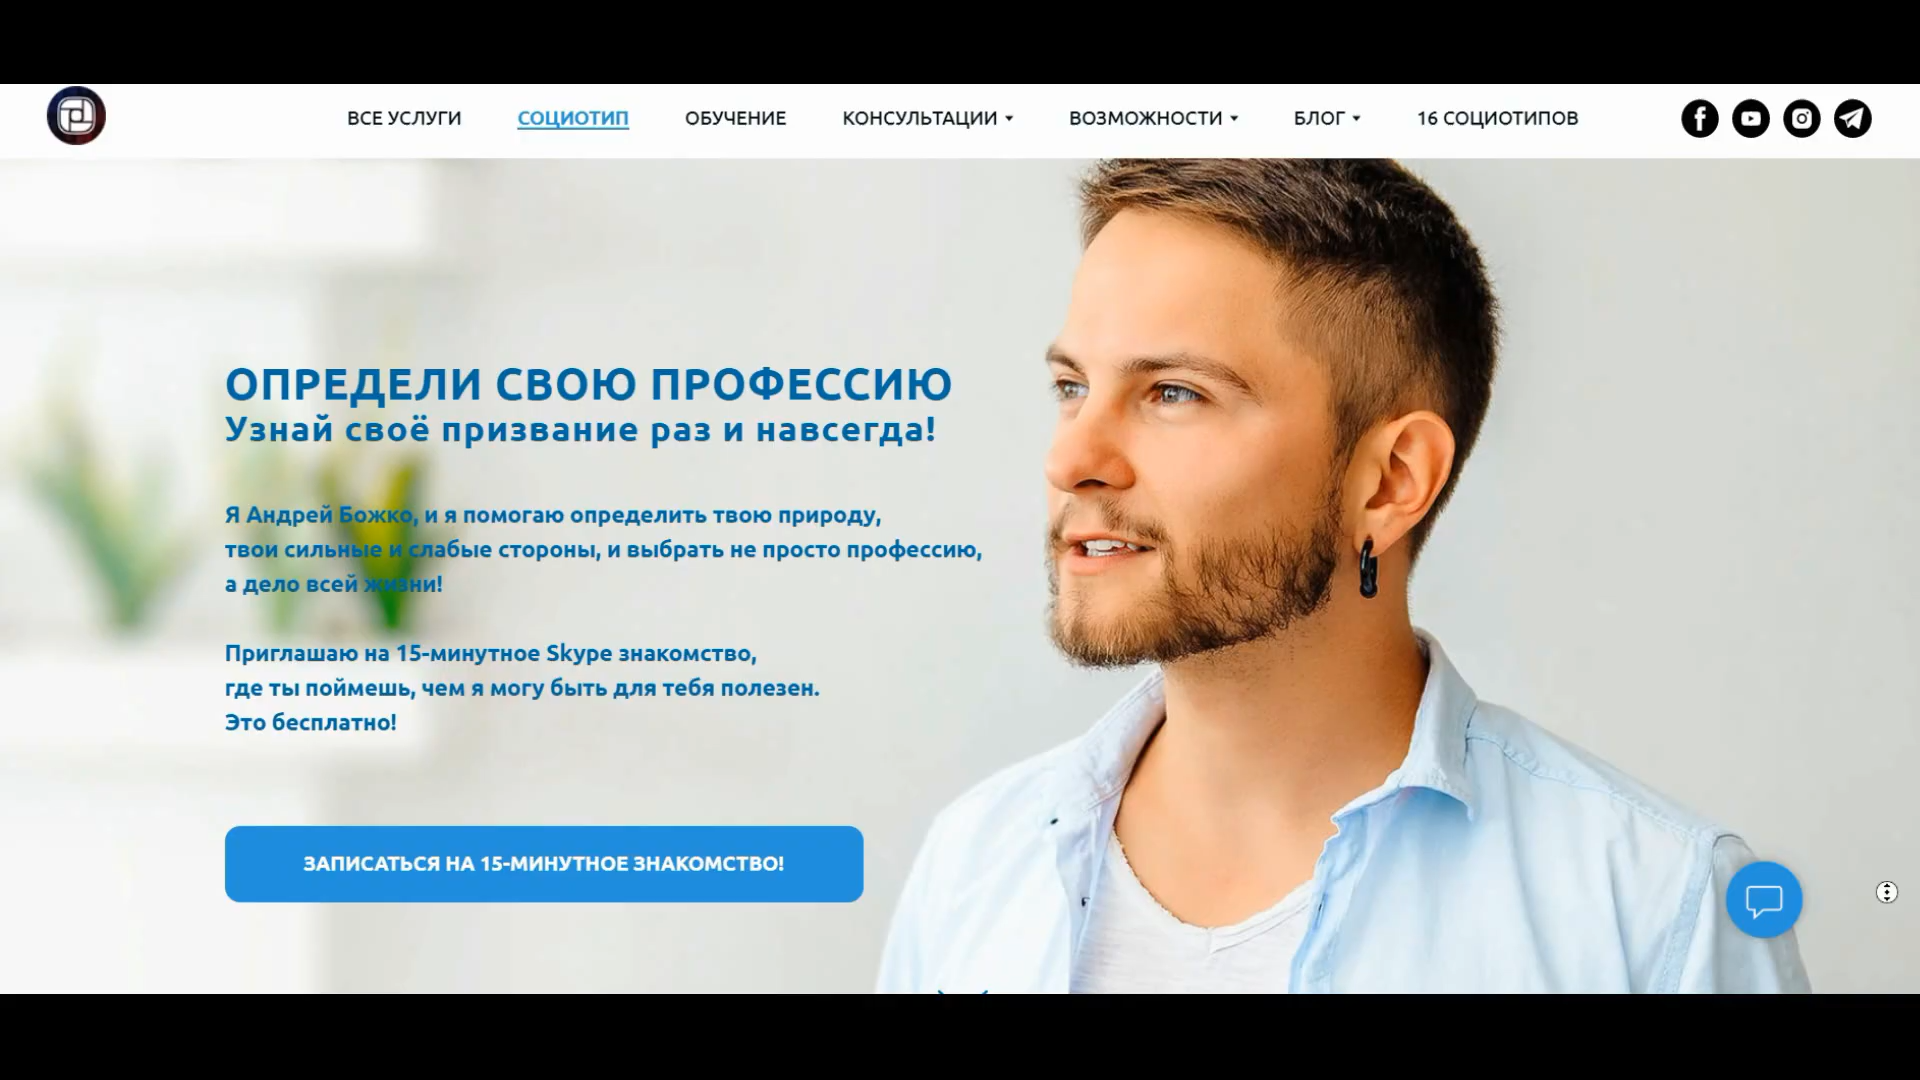 ВСЕ УСЛУГИ СОЦИОТИП ОБУЧЕНИЕ КОНСУЛЬТАЦИИ ВОЗМОЖНОСТИ БЛОГ 16 СОЦИОТИПОВ
ОПРЕДЕЛИ СВОЮ ПРОФЕССИЮ
Узнай своё призвание раз и навсегда!
Я Андрей Божко, и я помогаю определить твою природу,
твои сильные и слабые стороны, и выбрать не просто профессию,
а дело всей жизни!
Приглашаю на 15-минутное Skype знакомство,
где ты поймешь, чем я могу быть для тебя полезен.
Это бесплатно!
ЗАПИСАТЬСЯ НА 15-МИНУТНОЕ ЗНАКОМСТВО!